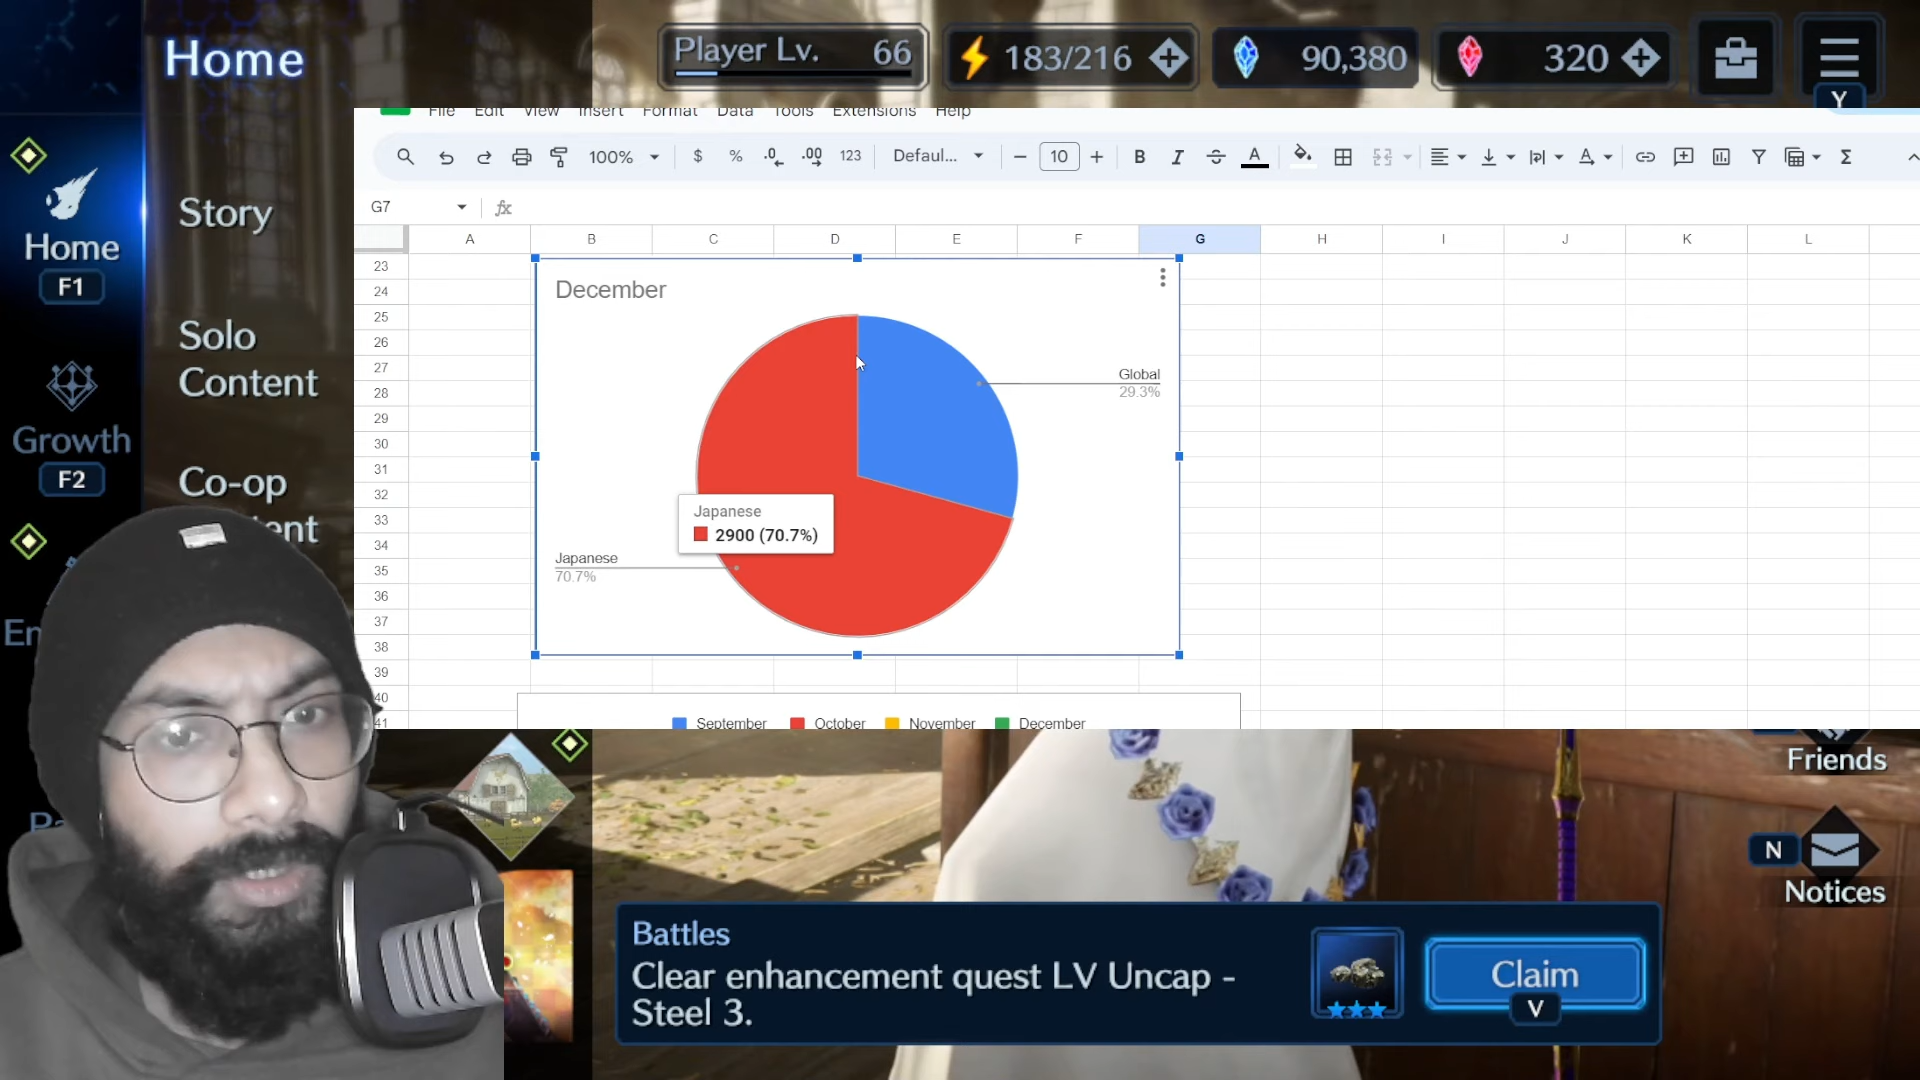 Home
Player Lv. 66
183/216
90,380
320
Y
File Edit View Insert Format Data Tools Extensions Help
100%
$ % .0 .00 123
Defaul...
10
B I A
G7
fx
A B C D E F G H I J K L
Home
F1
Growth
F2
Story
Solo
Content
Co-op
23
24
25
26
27
28
29
30
31
32
33
34
35
36
37
38
39
40
41
December
Global
29.3%
Japanese
2900 (70.7%)
Japanese
70.7%
September October November December
Friends
N
Notices
Battles
Clear enhancement quest LV Uncap -
Steel 3.
Claim
V